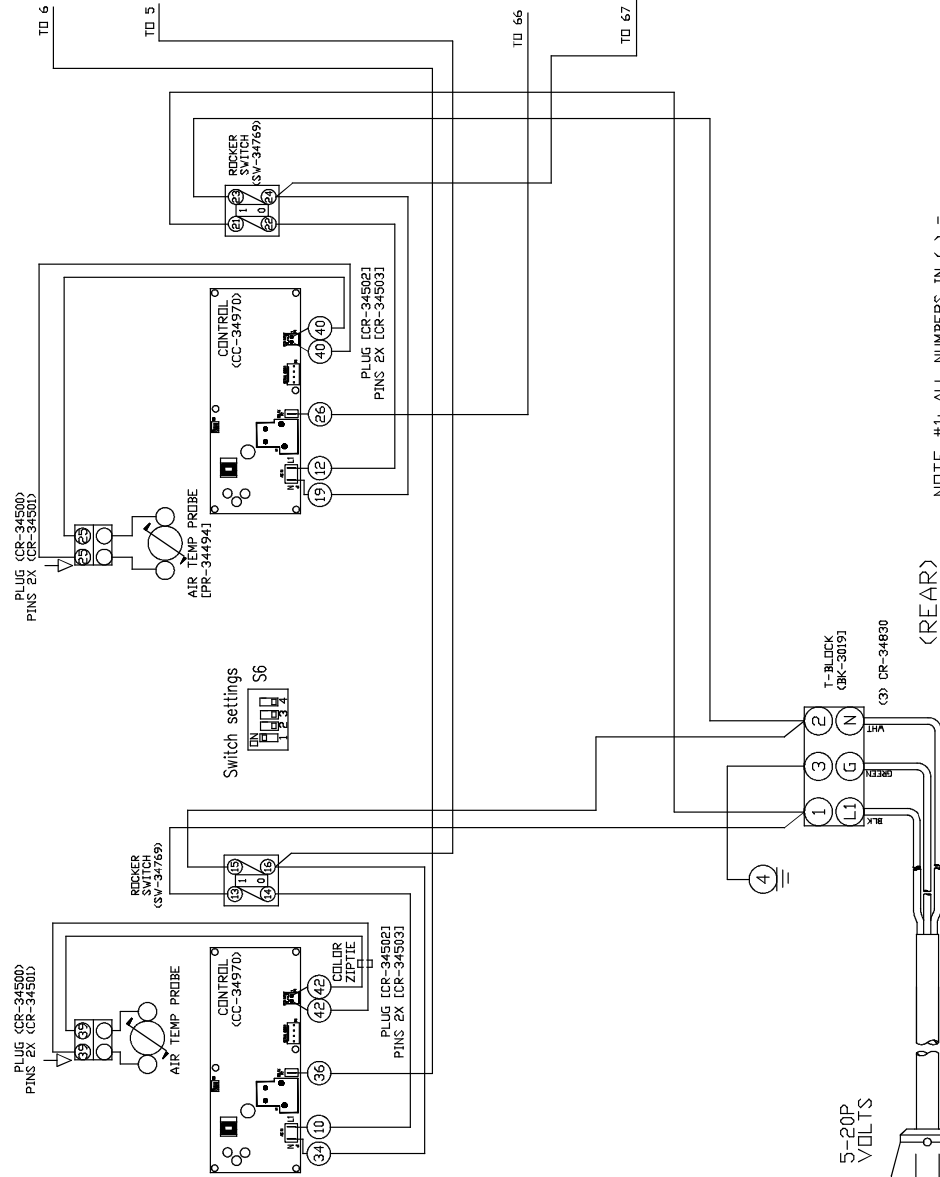 TO 6
TO 5
TO 66
TO 67
PLUG (CR-34500)
PINS 2X (CR-34501)
25 25
AIR TEMP PROBE
[PR-34494]
CONTROL
(CC-34970)
N L1
19
12
26
40
40
PLUG [CR-34502]
PINS 2X [CR-34503]
ROCKER
SWITCH
(SW-34769)
21 23
1 0
22 24
Switch settings
S6
ON
1 2 3 4
PLUG (CR-34500)
PINS 2X (CR-34501)
39 39
AIR TEMP PROBE
CONTROL
(CC-34970)
N L1
34
10
36
42
42
COLOR
ZIPTIE
PLUG [CR-34502]
PINS 2X [CR-34503]
ROCKER
SWITCH
(SW-34769)
13 15
1 0
14 16
4
T-BLOCK
(BK-3019)
1 3 2
L1 G N
BLK
GREEN
WHT
(3) CR-34830
(REAR)
5-20P
VOLTS